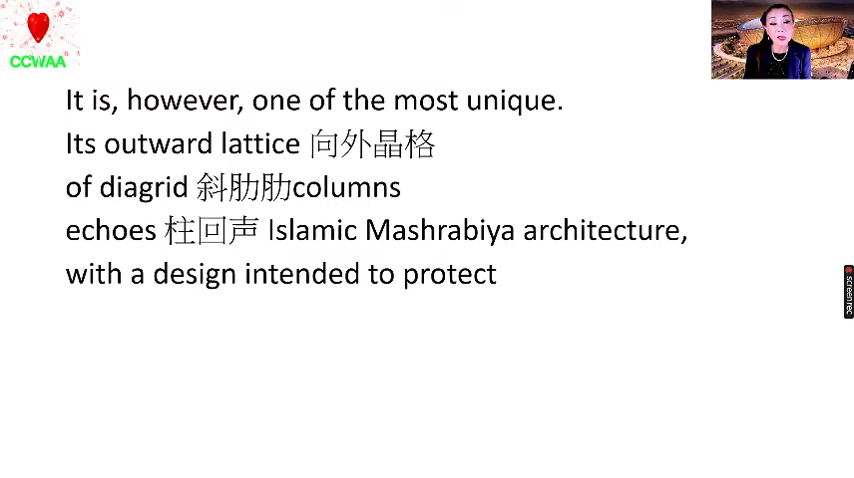 CCWAA
It is, however, one of the most unique.
Its outward lattice 向外晶格
of diagrid 斜肋肋columns
echoes 柱回声 Islamic Mashrabiya architecture,
with a design intended to protect
screen rec